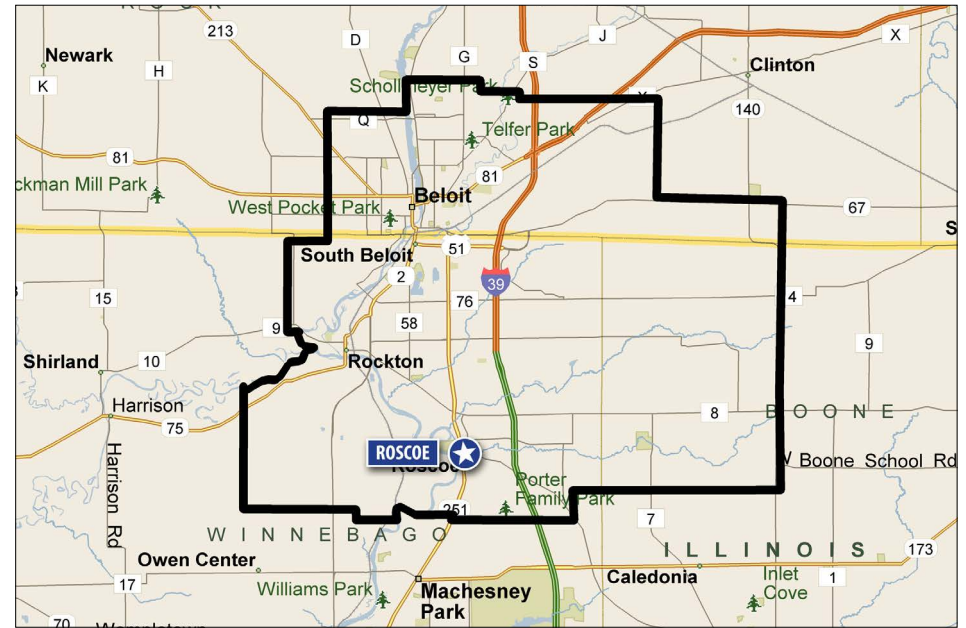 R O C K
213
D
G
J
X
Newark
H
S
K
Clinton
Schollmeyer Park
140
Q
Telfer Park
81
81
ckman Mill Park
Beloit
West Pocket Park
67
S
51
South Beloit
2
39
15
76
4
58
9
9
Shirland
10
Rockton
Harrison
8
B O O N E
75
ROSCOE
Roscoe
Boone School Rd
Harrison Rd
Porter
Family Park
251
7
W I N N E B A G O
I L L I N O I S
173
Owen Center
Caledonia
Inlet
Cove
17
Williams Park
1
Machesney
Park
70